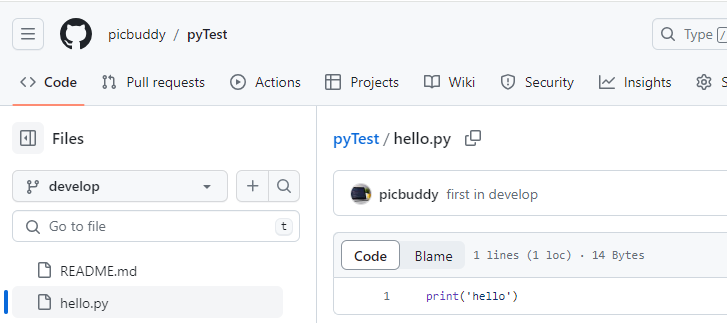 picbuddy / pyTest
Type /
Code Pull requests Actions Projects Wiki Security Insights
Files
develop
Go to file t
README.md
hello.py
pyTest / hello.py
picbuddy first in develop
Code Blame 1 lines (1 loc) · 14 Bytes
1 print('hello')